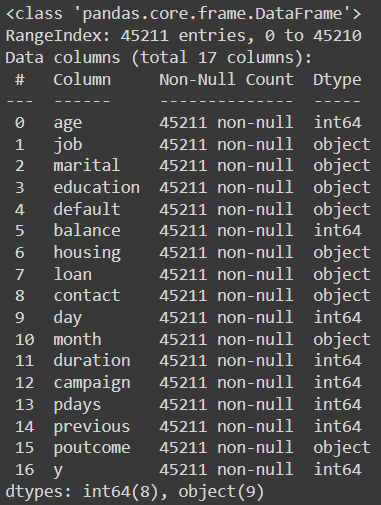 <class 'pandas.core.frame.DataFrame'>
RangeIndex: 45211 entries, 0 to 45210
Data columns (total 17 columns):
 #   Column     Non-Null Count  Dtype
---  ------     --------------  -----
 0   age        45211 non-null  int64
 1   job        45211 non-null  object
 2   marital    45211 non-null  object
 3   education  45211 non-null  object
 4   default    45211 non-null  object
 5   balance    45211 non-null  int64
 6   housing    45211 non-null  object
 7   loan       45211 non-null  object
 8   contact    45211 non-null  object
 9   day        45211 non-null  int64
 10  month      45211 non-null  object
 11  duration   45211 non-null  int64
 12  campaign   45211 non-null  int64
 13  pdays      45211 non-null  int64
 14  previous   45211 non-null  int64
 15  poutcome   45211 non-null  object
 16  y          45211 non-null  int64
dtypes: int64(8), object(9)